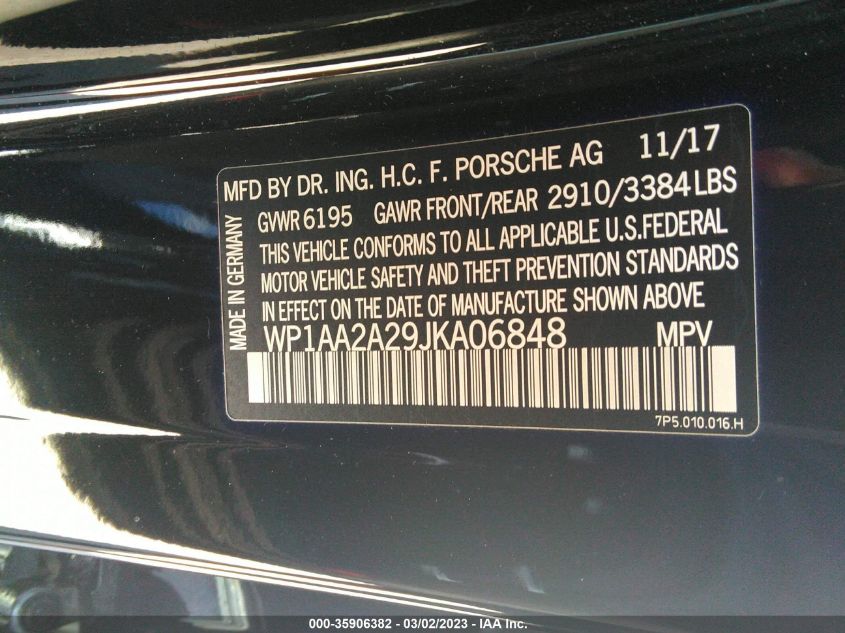 MFD BY DR. ING. H.C. F. PORSCHE AG 11/17
GVWR 6195 GAWR FRONT/REAR 2910/3384 LBS
THIS VEHICLE CONFORMS TO ALL APPLICABLE U.S.FEDERAL
MOTOR VEHICLE SAFETY AND THEFT PREVENTION STANDARDS
IN EFFECT ON THE DATE OF MANUFACTURE SHOWN ABOVE
WP1AA2A29JKA06848 MPV
MADE IN GERMANY
7P5.010.016.H
000-35906382 - 03/02/2023 - IAA Inc.